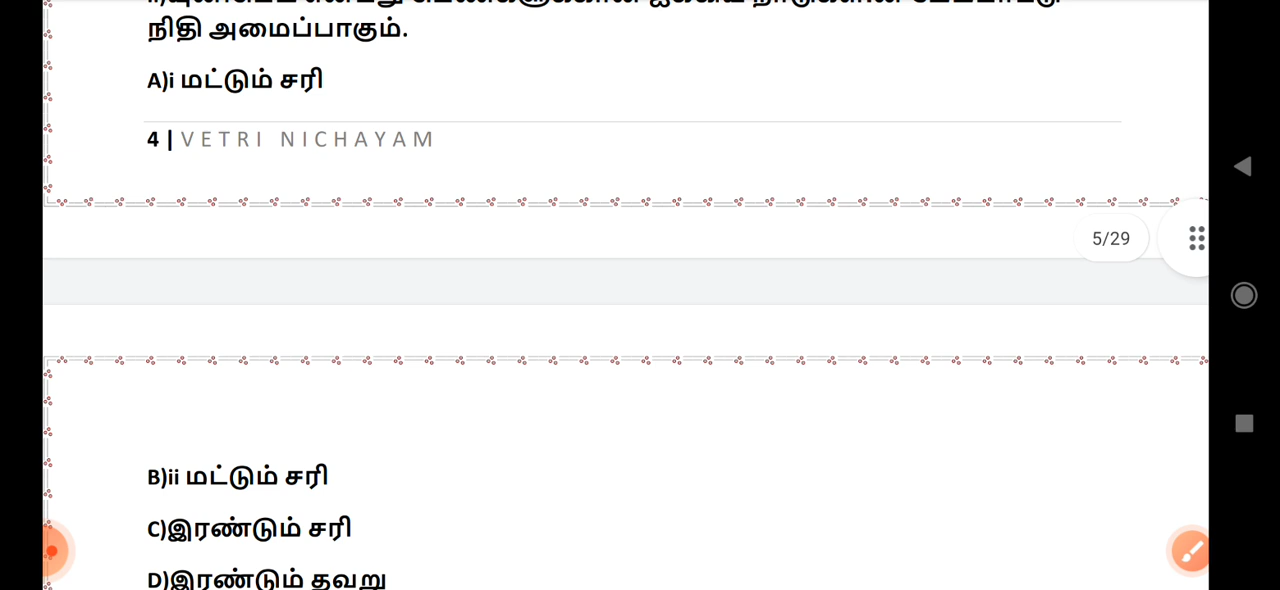 நிதி அமைப்பாகும்.
A)i மட்டும் சரி
4 | VETRI NICHAYAM
5/29
B)ii மட்டும் சரி
C)இரண்டும் சரி
D)இரண்டும் தவறு